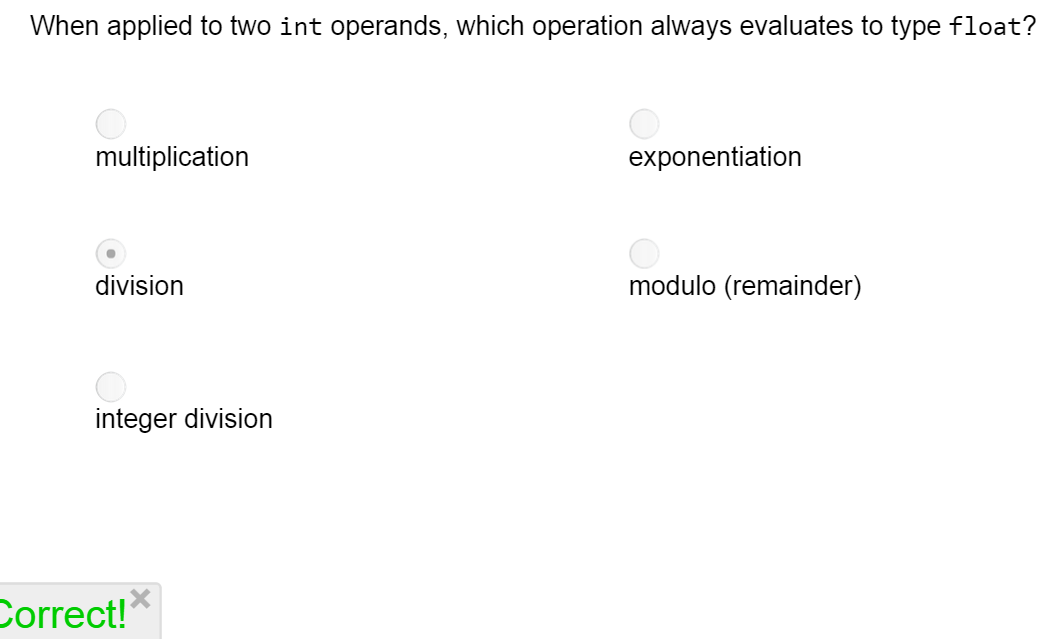 When applied to two int operands, which operation always evaluates to type float?
multiplication
exponentiation
division
modulo (remainder)
integer division
Correct!